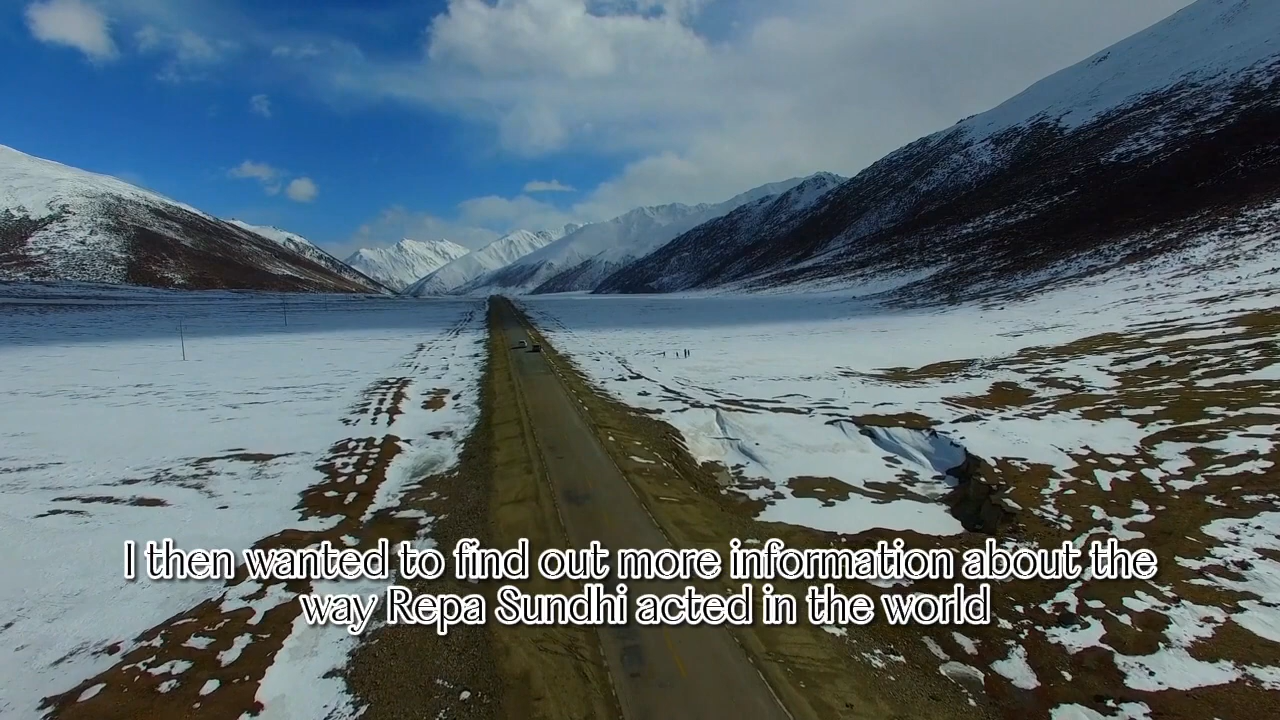 I then wanted to find out more information about the
way Repa Sundhi acted in the world